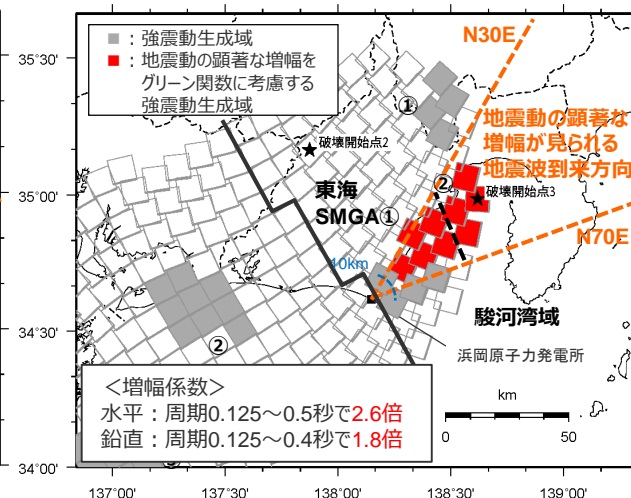 ■：強震動生成域
■：地震動の顕著な増幅を
グリーン関数に考慮する
強震動生成域
N30E
地震動の顕著な
増幅が見られる
地震波到来方向
N70E
①
②
破壊開始点2
破壊開始点3
東海
SMGA①
10km
駿河湾域
浜岡原子力発電所
②
＜増幅係数＞
水平：周期0.125～0.5秒で2.6倍
鉛直：周期0.125～0.4秒で1.8倍
km
0 50
35°30'
35°00'
34°30'
34°00'
137°00' 137°30' 138°00' 138°30' 139°00'